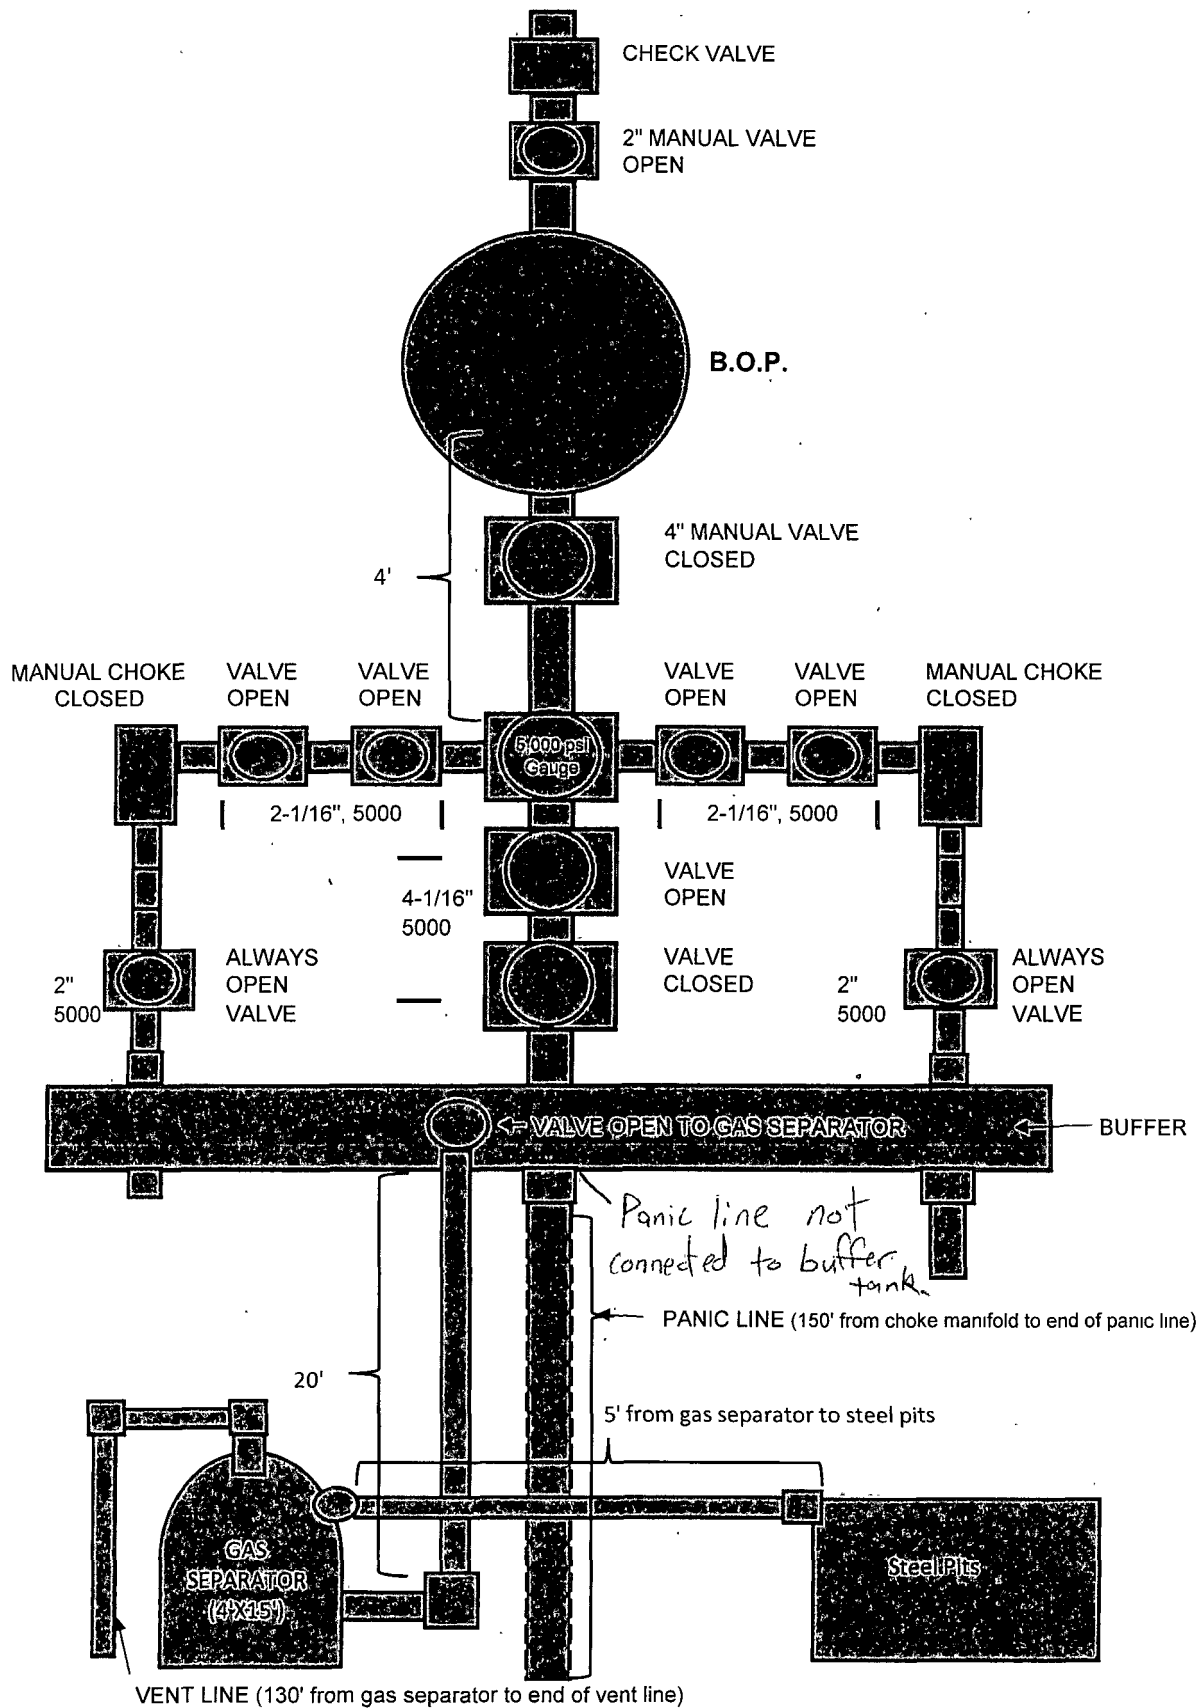 CHECK VALVE
2" MANUAL VALVE
OPEN
B.O.P.
4" MANUAL VALVE
CLOSED
4'
MANUAL CHOKE
CLOSED
VALVE
OPEN
VALVE
OPEN
VALVE
OPEN
VALVE
OPEN
MANUAL CHOKE
CLOSED
5,000 psi
Gauge
2-1/16", 5000
2-1/16", 5000
4-1/16"
5000
VALVE
OPEN
VALVE
CLOSED
2"
5000
ALWAYS
OPEN
VALVE
2"
5000
ALWAYS
OPEN
VALVE
VALVE OPEN TO GAS SEPARATOR
BUFFER
Panic line not
connected to buffer
tank.
PANIC LINE (150' from choke manifold to end of panic line)
20'
5' from gas separator to steel pits
GAS
SEPARATOR
(4'X15')
Steel Pits
VENT LINE (130' from gas separator to end of vent line)